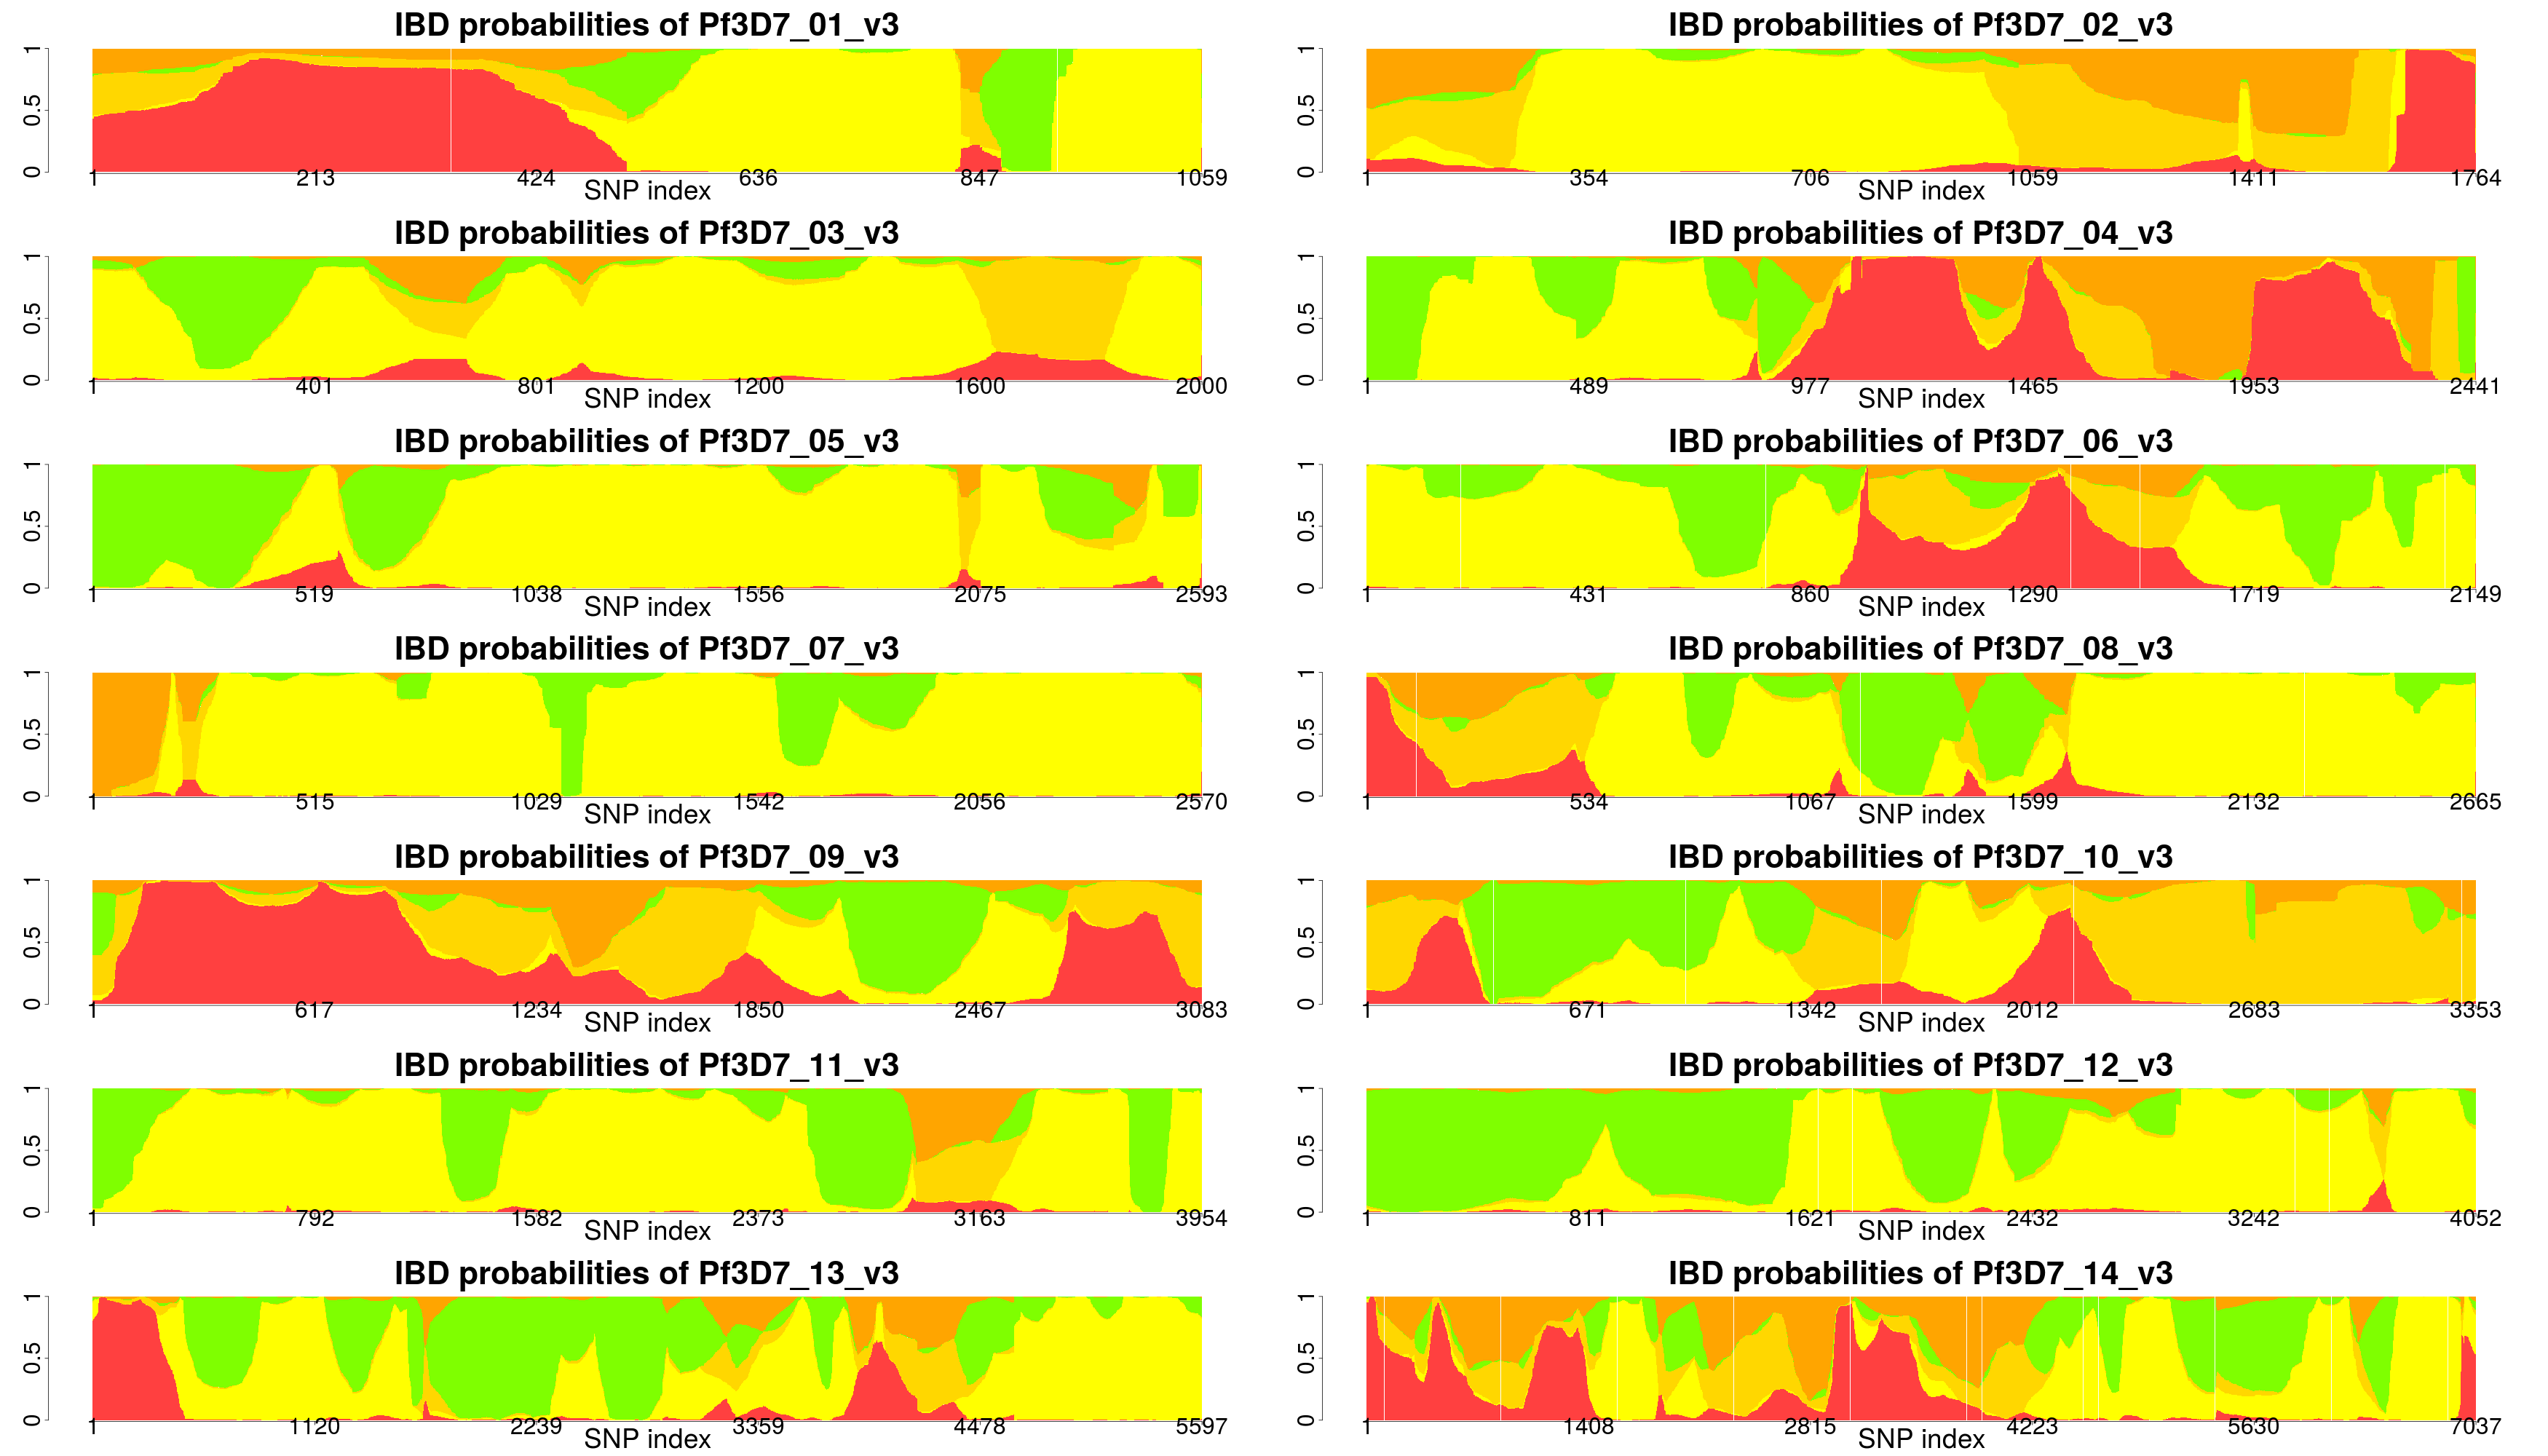 IBD probabilities of Pf3D7_01_v3
0 0.5 1
1 213 424 636 847 1059
SNP index
IBD probabilities of Pf3D7_02_v3
0 0.5 1
1 354 706 1059 1411 1764
SNP index
IBD probabilities of Pf3D7_03_v3
0 0.5 1
1 401 801 1200 1600 2000
SNP index
IBD probabilities of Pf3D7_04_v3
0 0.5 1
1 489 977 1465 1953 2441
SNP index
IBD probabilities of Pf3D7_05_v3
0 0.5 1
1 519 1038 1556 2075 2593
SNP index
IBD probabilities of Pf3D7_06_v3
0 0.5 1
1 431 860 1290 1719 2149
SNP index
IBD probabilities of Pf3D7_07_v3
0 0.5 1
1 515 1029 1542 2056 2570
SNP index
IBD probabilities of Pf3D7_08_v3
0 0.5 1
1 534 1067 1599 2132 2665
SNP index
IBD probabilities of Pf3D7_09_v3
0 0.5 1
1 617 1234 1850 2467 3083
SNP index
IBD probabilities of Pf3D7_10_v3
0 0.5 1
1 671 1342 2012 2683 3353
SNP index
IBD probabilities of Pf3D7_11_v3
0 0.5 1
1 792 1582 2373 3163 3954
SNP index
IBD probabilities of Pf3D7_12_v3
0 0.5 1
1 811 1621 2432 3242 4052
SNP index
IBD probabilities of Pf3D7_13_v3
0 0.5 1
1 1120 2239 3359 4478 5597
SNP index
IBD probabilities of Pf3D7_14_v3
0 0.5 1
1 1408 2815 4223 5630 7037
SNP index